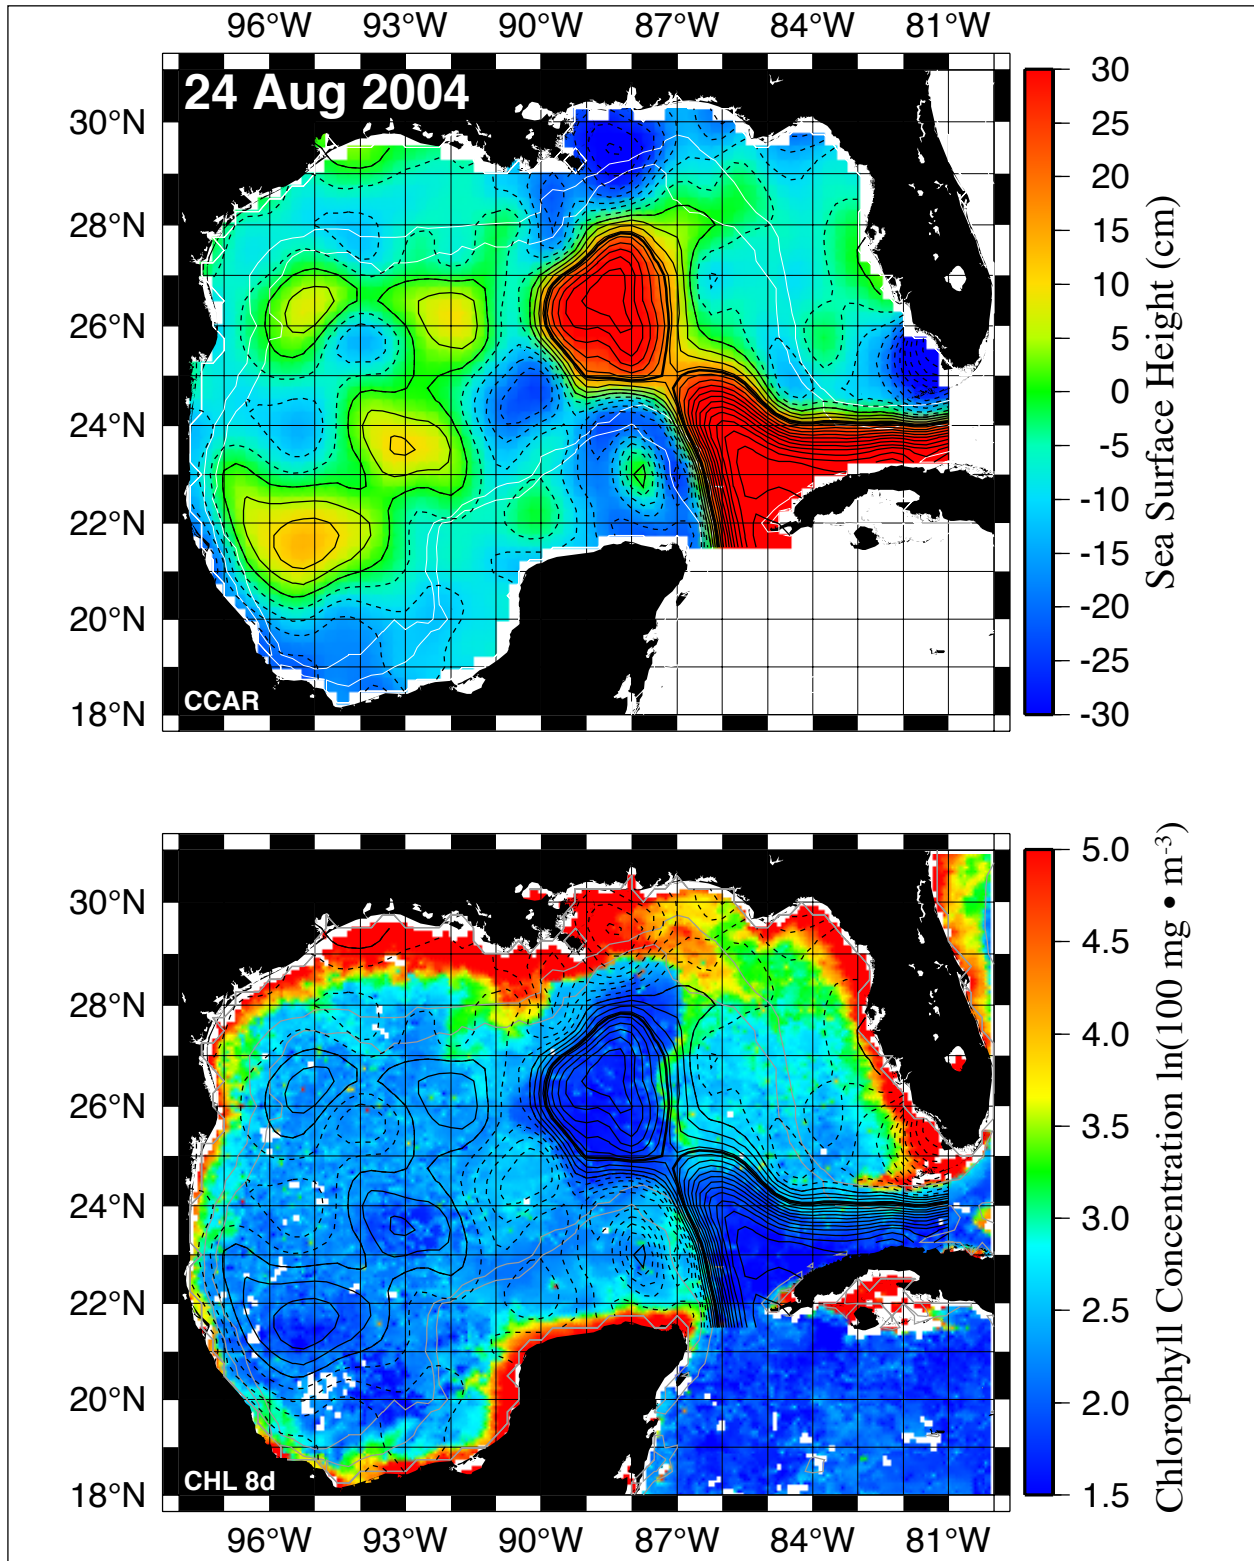 96°W 93°W 90°W 87°W 84°W 81°W
24 Aug 2004
30°N
28°N
26°N
24°N
22°N
20°N
18°N
CCAR
30
25
20
15
10
5
0
-5
-10
-15
-20
-25
-30
Sea Surface Height (cm)
30°N
28°N
26°N
24°N
22°N
20°N
18°N
CHL 8d
96°W 93°W 90°W 87°W 84°W 81°W
5.0
4.5
4.0
3.5
3.0
2.5
2.0
1.5
Chlorophyll Concentration ln(100 mg • m⁻³)